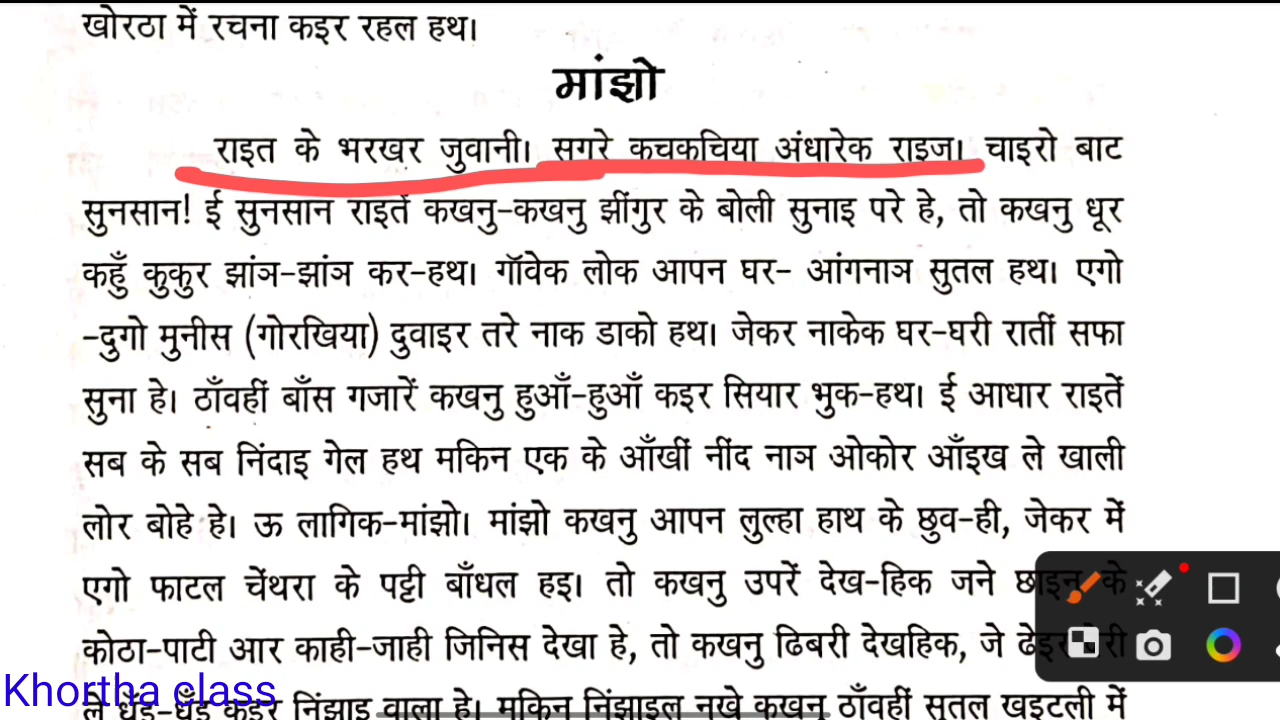 खोरठा में रचना कइर रहल हथ।
मांझो
राइत के भरखर जुवानी। सगरे कचकचिया अंधारेक राइज। चाइरो बाट
सुनसान! ई सुनसान राइतें कखनु-कखनु झींगुर के बोली सुनाइ परे हे, तो कखनु धूर
कहुँ कुकुर झांञ-झांञ कर-हथ। गॉवेक लोक आपन घर- आंगनाञ सुतल हथ। एगो
-दुगो मुनीस (गोरखिया) दुवाइर तरे नाक डाको हथ। जेकर नाकेक घर-घरी रातीं सफा
सुना हे। ठाँवहीं बाँस गजारें कखनु हुआँ-हुआँ कइर सियार भुक-हथ। ई आधार राइतें
सब के सब निंदाइ गेल हथ मकिन एक के आँखीं नींद नाञ ओकोर आँइख ले खाली
लोर बोहे हे। ऊ लागिक-मांझो। मांझो कखनु आपन लुल्हा हाथ के छुव-ही, जेकर में
एगो फाटल चेंथरा के पट्टी बाँधल हइ। तो कखनु उपरें देख-हिक जने छाइन के
कोठा-पाटी आर काही-जाही जिनिस देखा हे, तो कखनु ढिबरी देखहिक, जे ढेइर
ले धुँइ-धुँइ कइर निंझाइ वाला हे। मकिन निंझाइल नखे कखनु ठाँवहीं सुतल खइटली में
Khortha class